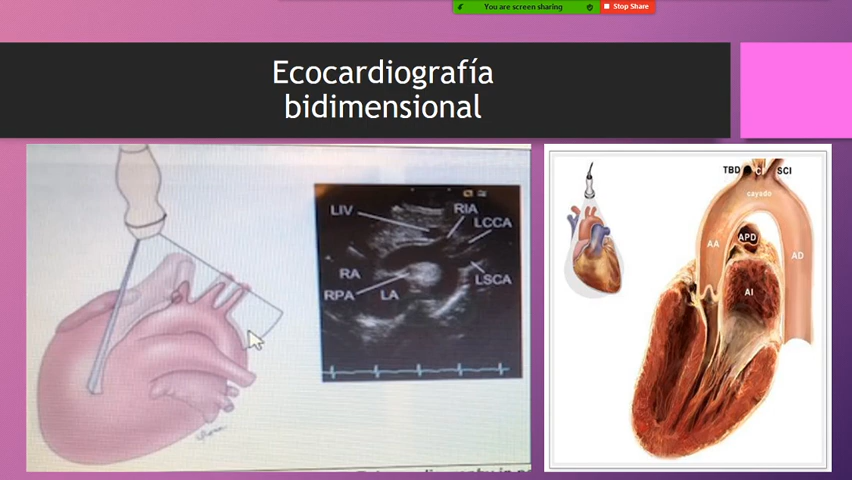 You are screen sharing
Stop Share
Ecocardiografía
bidimensional
LIV
RIA
LCCA
RA
LSCA
RPA
LA
TBD
SCI
cayado
AA
APD
AD
AI